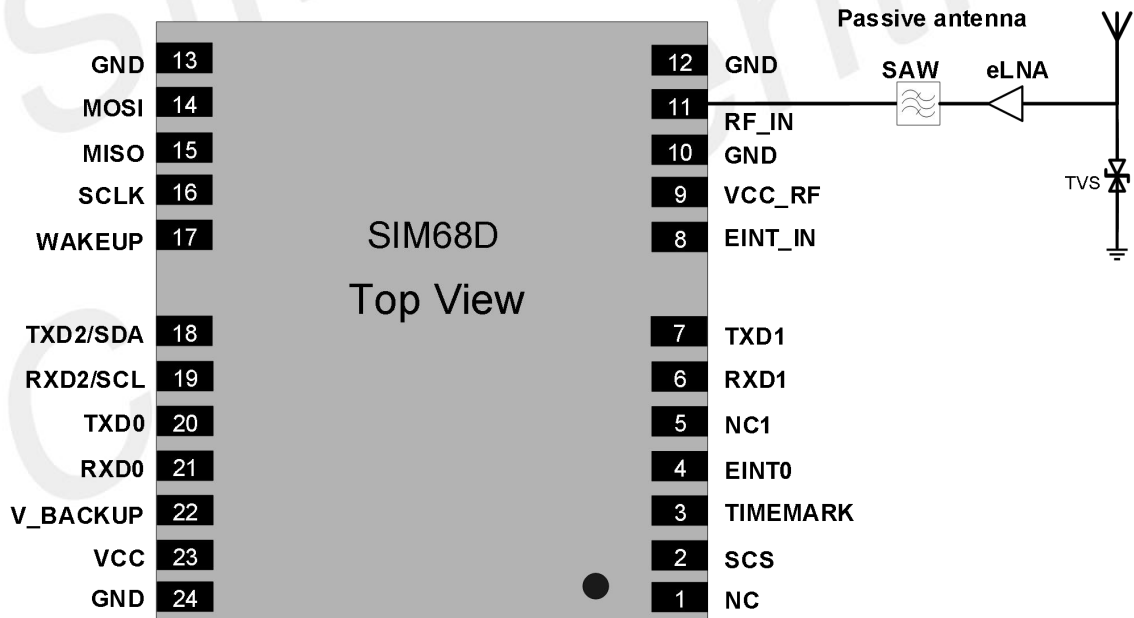 Passive antenna
GND 13 12 GND
SAW eLNA
MOSI 14 11 RF_IN
MISO 15 10 GND
SCLK 16 9 VCC_RF
TVS
WAKEUP 17 8 EINT_IN
SIM68D
Top View
TXD2/SDA 18 7 TXD1
RXD2/SCL 19 6 RXD1
TXD0 20 5 NC1
RXD0 21 4 EINT0
V_BACKUP 22 3 TIMEMARK
VCC 23 2 SCS
GND 24 1 NC